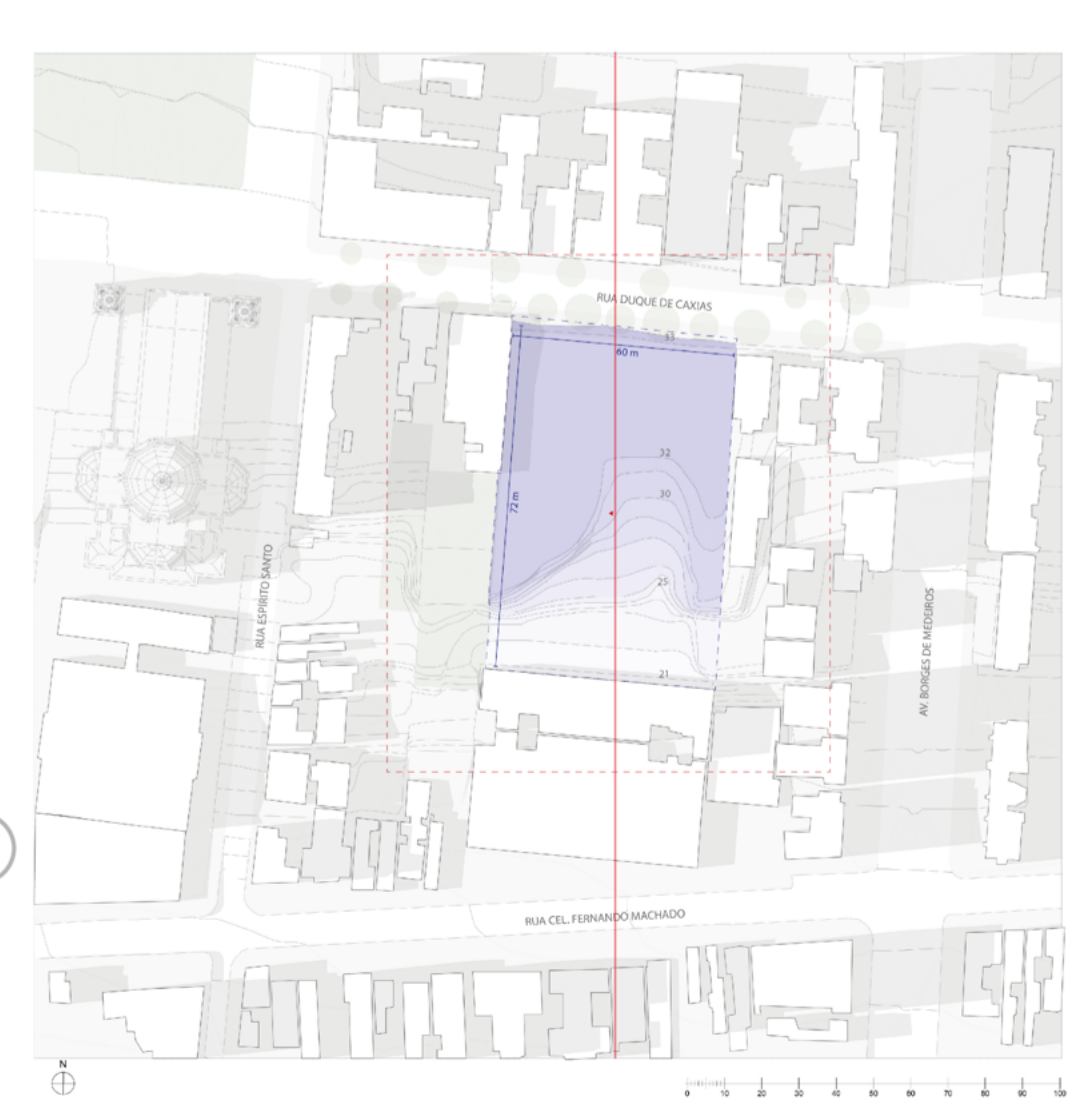 RUA DUQUE DE CAXIAS
33
60 m
32
30
72 m
25
RUA ESPIRITO SANTO
AV. BORGES DE MEDEIROS
21
RUA CEL. FERNANDO MACHADO
N
0 10 20 30 40 50 60 70 80 90 100